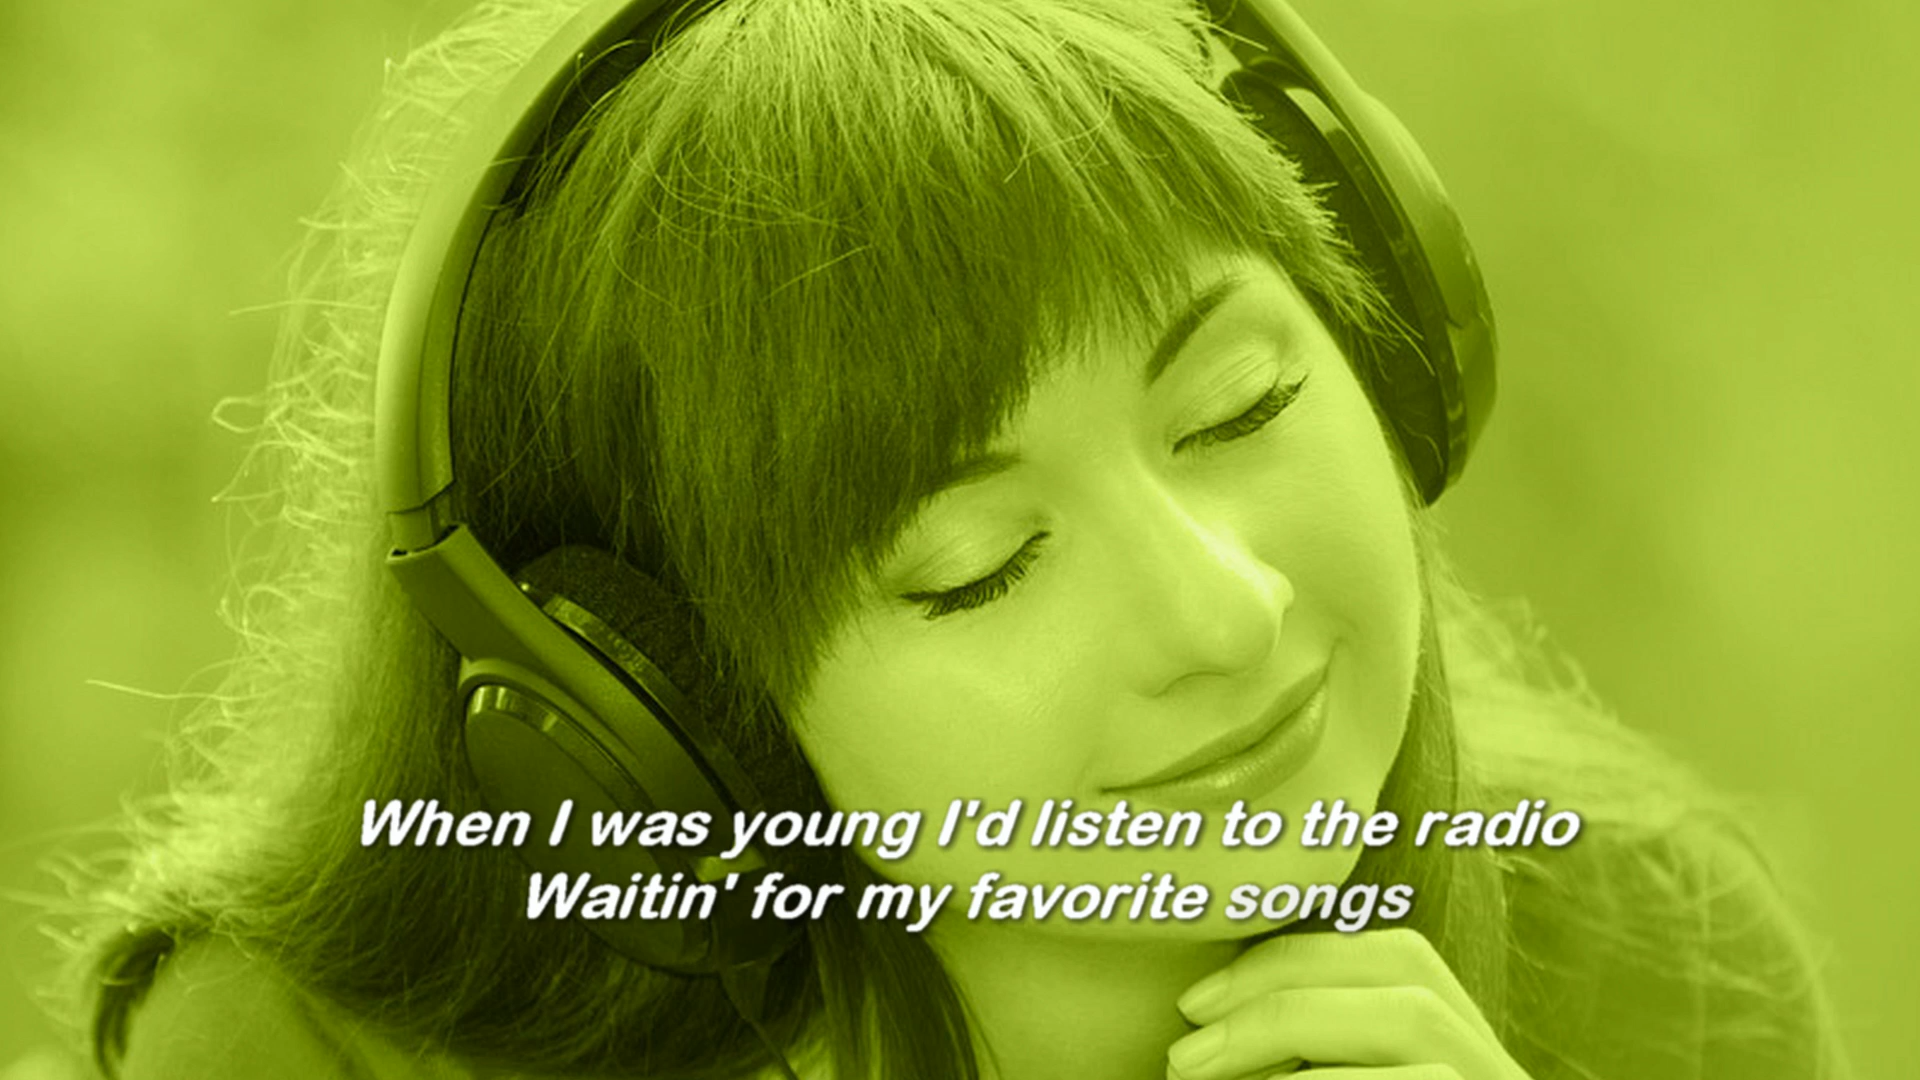 When I was young I'd listen to the radio
Waitin' for my favorite songs